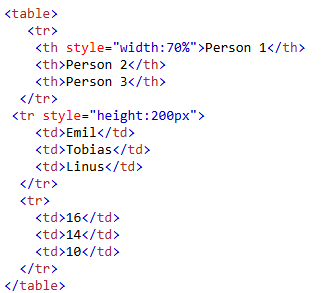 <table>
<tr>
<th style="width:70%">Person 1</th>
<th>Person 2</th>
<th>Person 3</th>
</tr>
<tr style="height:200px">
<td>Emil</td>
<td>Tobias</td>
<td>Linus</td>
</tr>
<tr>
<td>16</td>
<td>14</td>
<td>10</td>
</tr>
</table>